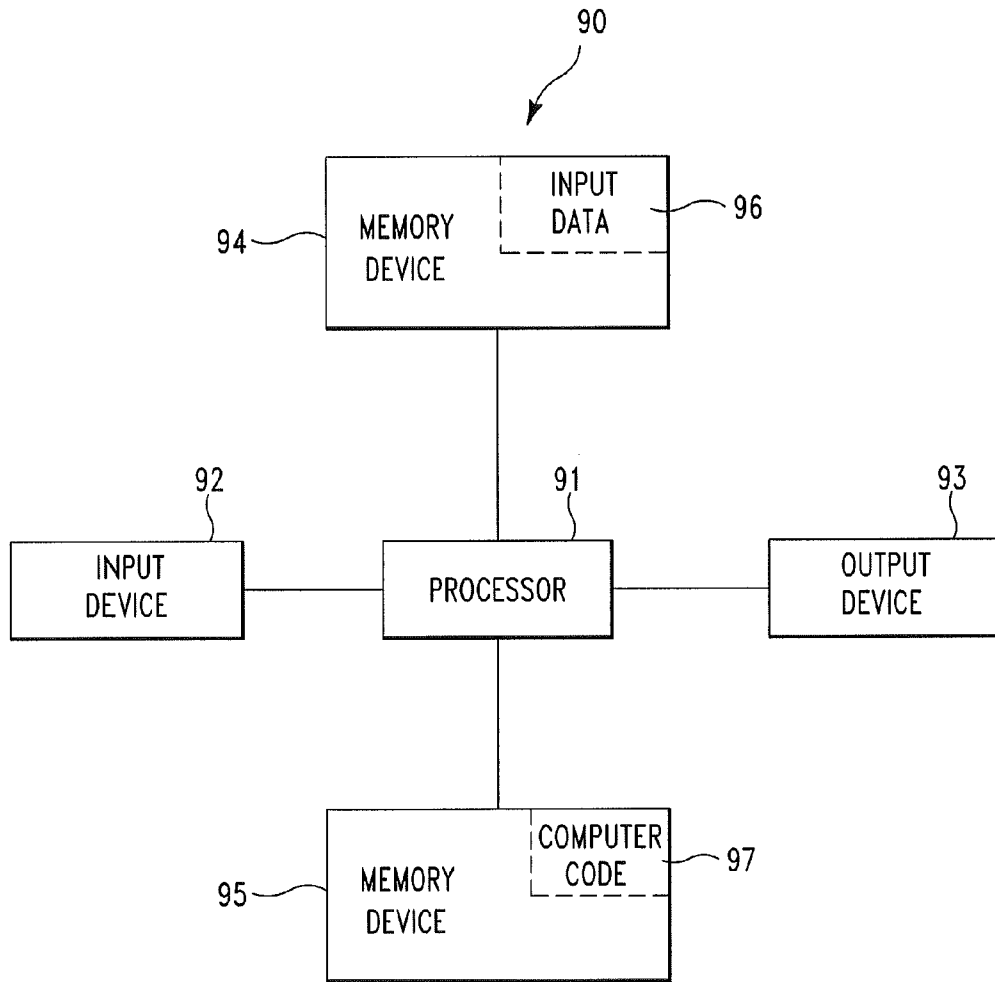 90
INPUT
DATA
96
MEMORY
DEVICE
94
92
91
93
INPUT
DEVICE
PROCESSOR
OUTPUT
DEVICE
COMPUTER
CODE
97
MEMORY
DEVICE
95